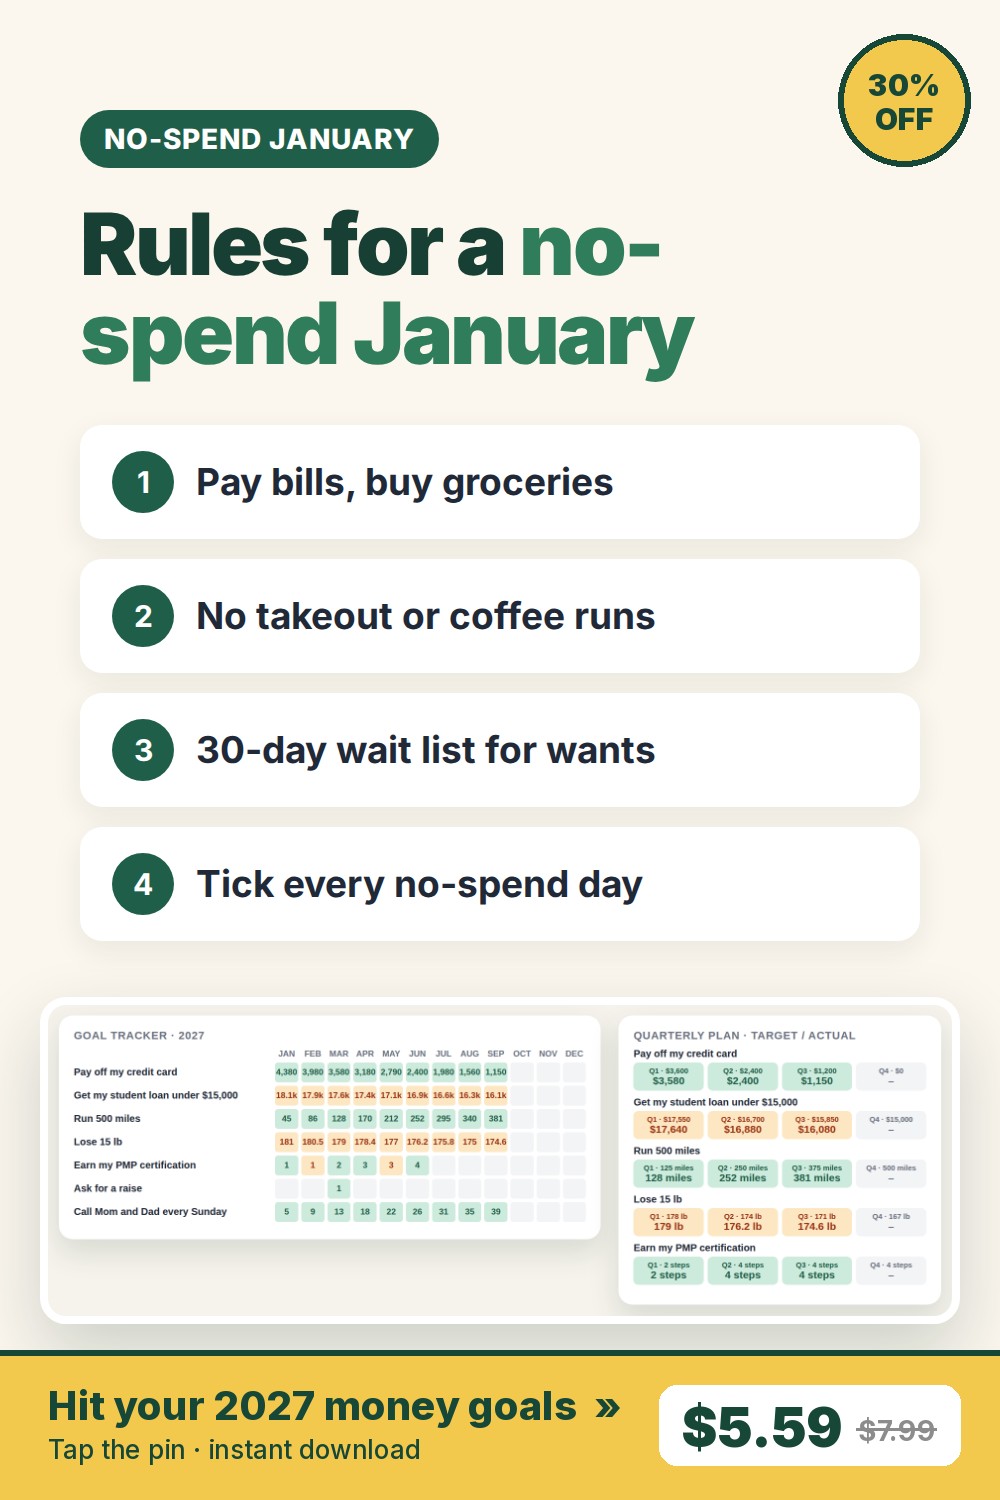 30%
OFF
NO-SPEND JANUARY
Rules for a no-
spend January
1 Pay bills, buy groceries
2 No takeout or coffee runs
3 30-day wait list for wants
4 Tick every no-spend day
GOAL TRACKER · 2027
JAN FEB MAR APR MAY JUN JUL AUG SEP OCT NOV DEC
Pay off my credit card 4,380 3,980 3,580 3,180 2,790 2,400 1,980 1,560 1,150
Get my student loan under $15,000 18.1k 17.9k 17.6k 17.4k 17.1k 16.9k 16.6k 16.3k 16.1k
Run 500 miles 45 86 128 170 212 252 295 340 381
Lose 15 lb 181 180.5 179 178.4 177 176.2 175.8 175 174.6
Earn my PMP certification 1 1 2 3 3 4
Ask for a raise 1
Call Mom and Dad every Sunday 5 9 13 18 22 26 31 35 39
QUARTERLY PLAN · TARGET / ACTUAL
Pay off my credit card
Q1 · $3,600 Q2 · $2,400 Q3 · $1,200 Q4 · $0
$3,580 $2,400 $1,150 –
Get my student loan under $15,000
Q1 · $17,550 Q2 · $16,700 Q3 · $15,850 Q4 · $15,000
$17,640 $16,880 $16,080 –
Run 500 miles
Q1 · 125 miles Q2 · 250 miles Q3 · 375 miles Q4 · 500 miles
128 miles 252 miles 381 miles –
Lose 15 lb
Q1 · 178 lb Q2 · 174 lb Q3 · 171 lb Q4 · 167 lb
179 lb 176.2 lb 174.6 lb –
Earn my PMP certification
Q1 · 2 steps Q2 · 4 steps Q3 · 4 steps Q4 · 4 steps
2 steps 4 steps 4 steps –
Hit your 2027 money goals »
Tap the pin · instant download
$5.59 $7.99